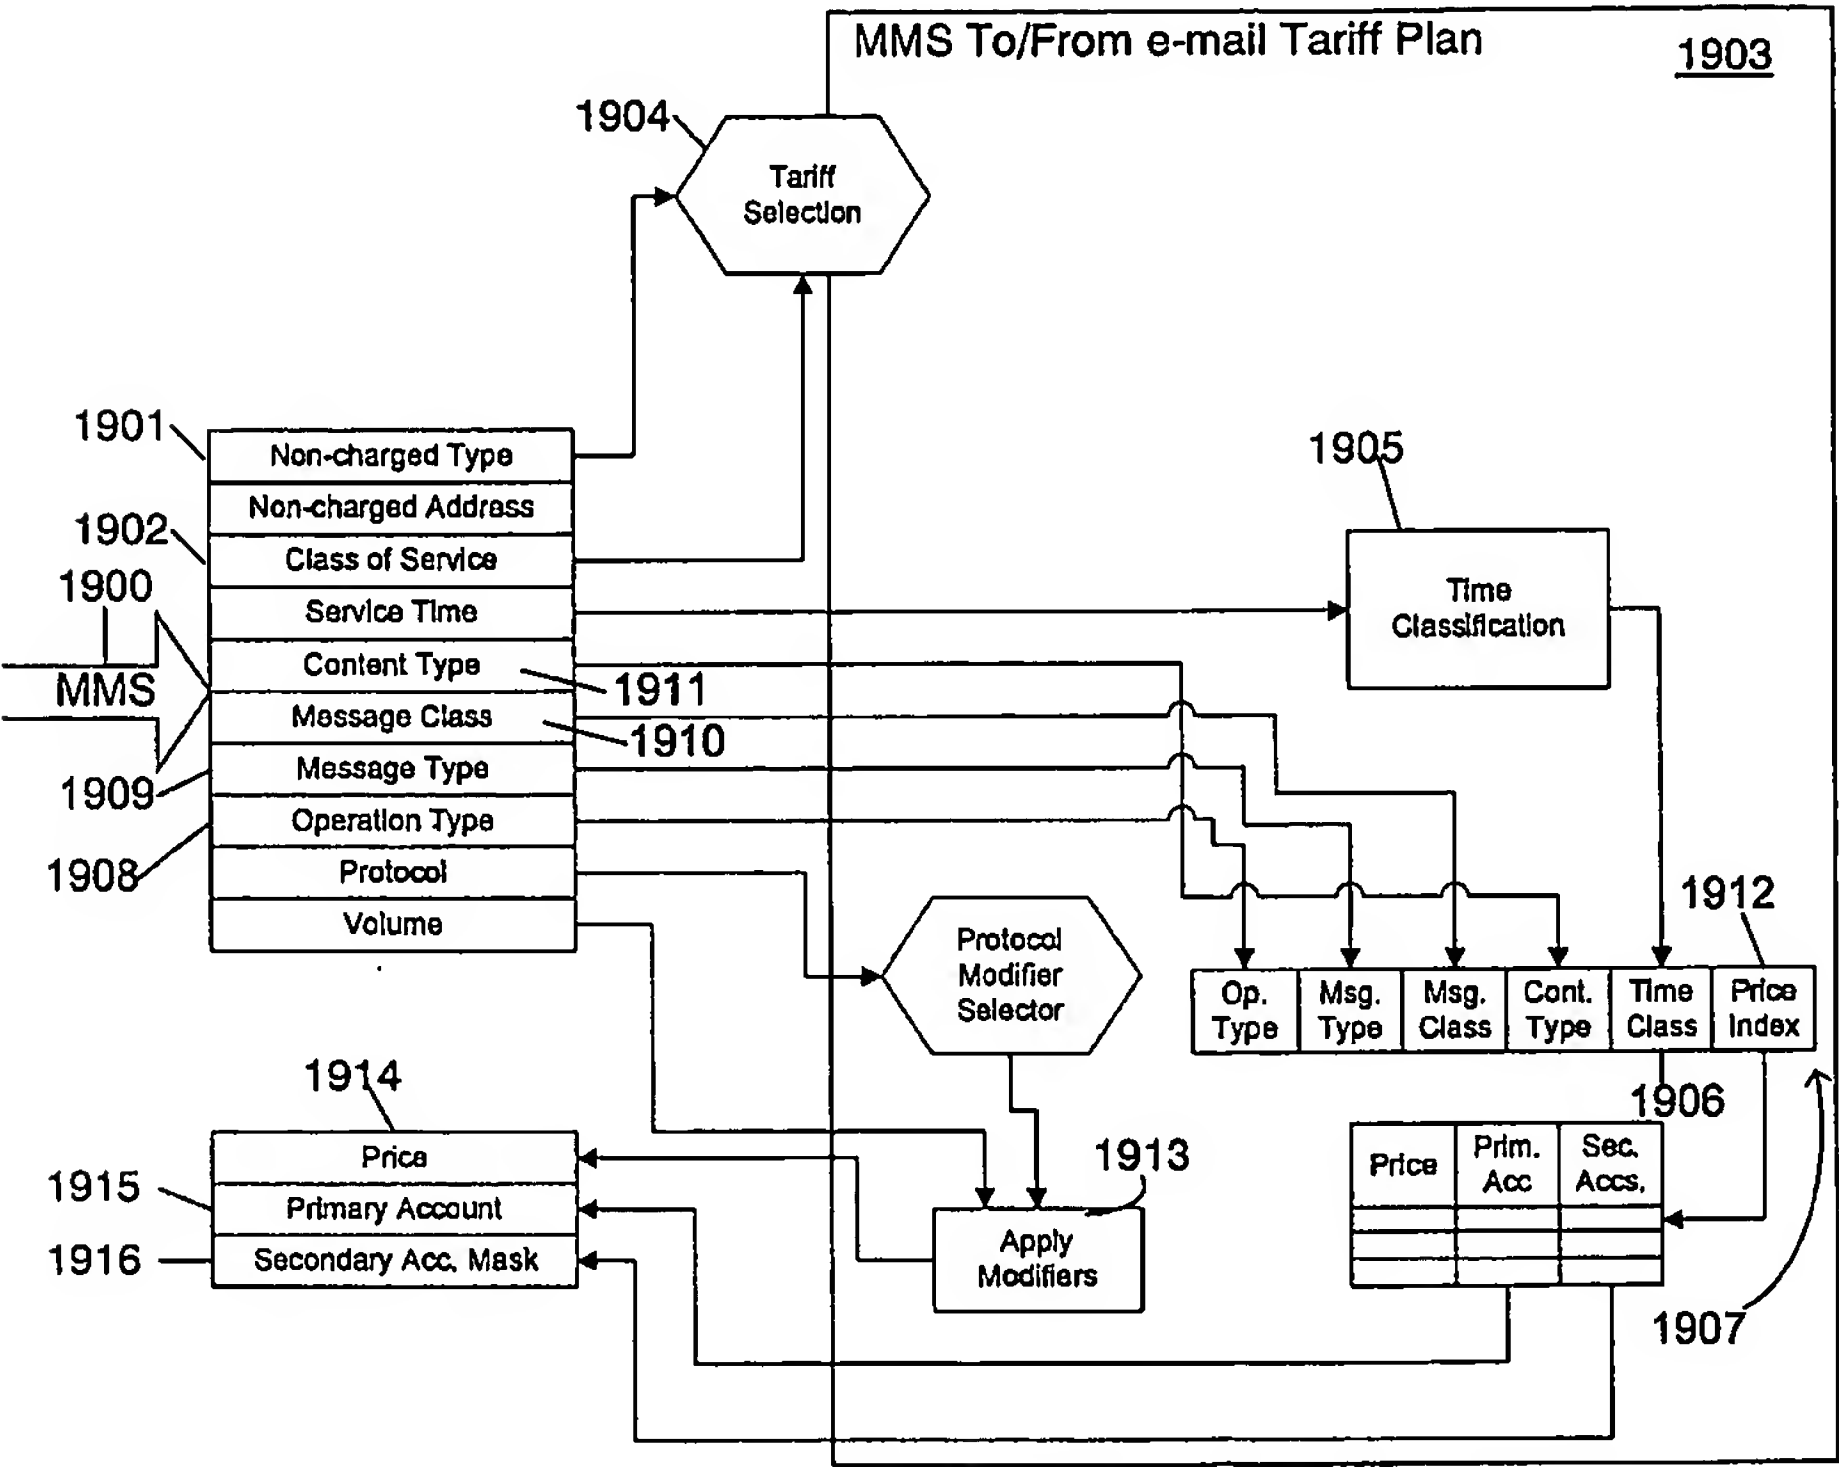 MMS To/From e-mail Tariff Plan
1903
1904
Tariff
Selection
1901
Non-charged Type
Non-charged Address
1902
Class of Service
1900
Service Time
Content Type
1911
MMS
Message Class
1910
Message Type
1909
Operation Type
1908
Protocol
Volume
1905
Time
Classification
1912
Protocol
Modifier
Selector
Op.
Type
Msg.
Type
Msg.
Class
Cont.
Type
Time
Class
Price
Index
1906
1914
Price
1915
Primary Account
1916
Secondary Acc. Mask
1913
Apply
Modifiers
Price
Prim.
Acc
Sec.
Accs.
1907